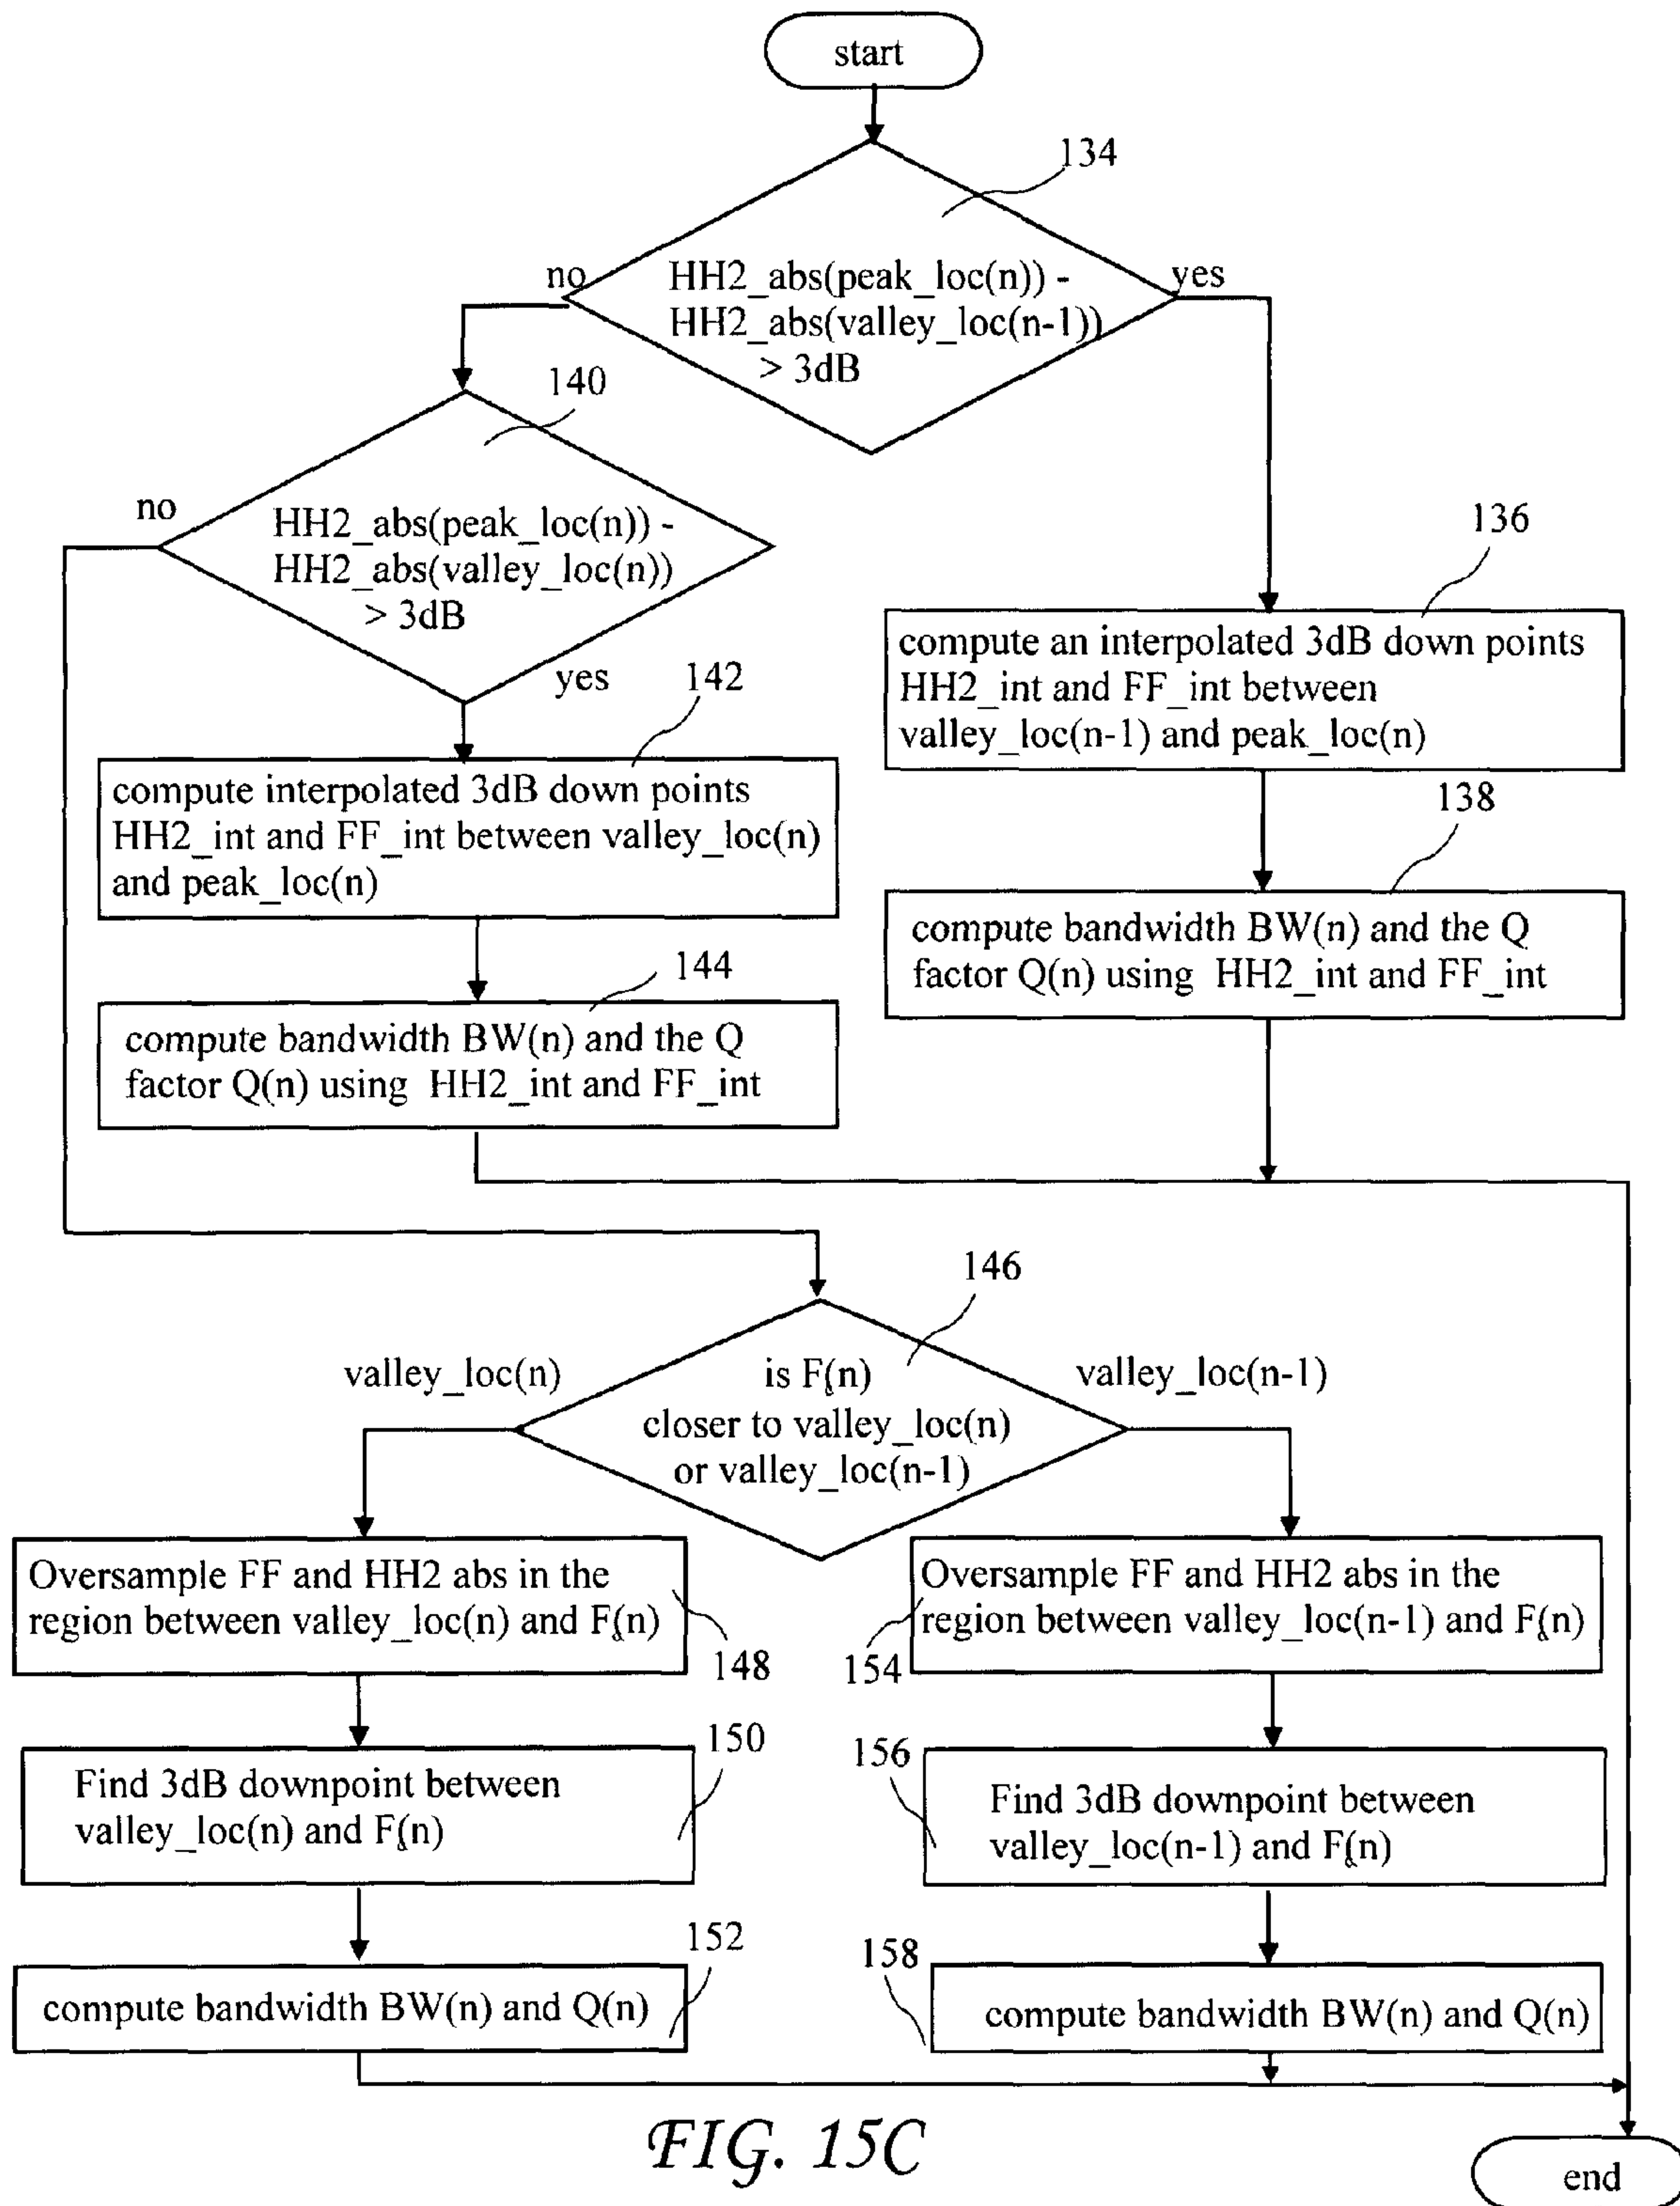 start
134
no
yes
HH2_abs(peak_loc(n)) -
HH2_abs(valley_loc(n-1))
> 3dB
140
no
HH2_abs(peak_loc(n)) -
HH2_abs(valley_loc(n))
> 3dB
yes
136
compute an interpolated 3dB down points
HH2_int and FF_int between
valley_loc(n-1) and peak_loc(n)
142
compute interpolated 3dB down points
HH2_int and FF_int between valley_loc(n)
and peak_loc(n)
138
compute bandwidth BW(n) and the Q
factor Q(n) using HH2_int and FF_int
144
compute bandwidth BW(n) and the Q
factor Q(n) using HH2_int and FF_int
146
valley_loc(n)
is F(n)
closer to valley_loc(n)
or valley_loc(n-1)
valley_loc(n-1)
Oversample FF and HH2 abs in the
region between valley_loc(n) and F(n)
148
Oversample FF and HH2 abs in the
region between valley_loc(n-1) and F(n)
154
150
Find 3dB downpoint between
valley_loc(n) and F(n)
156
Find 3dB downpoint between
valley_loc(n-1) and F(n)
152
compute bandwidth BW(n) and Q(n)
158
compute bandwidth BW(n) and Q(n)
FIG. 15C
end